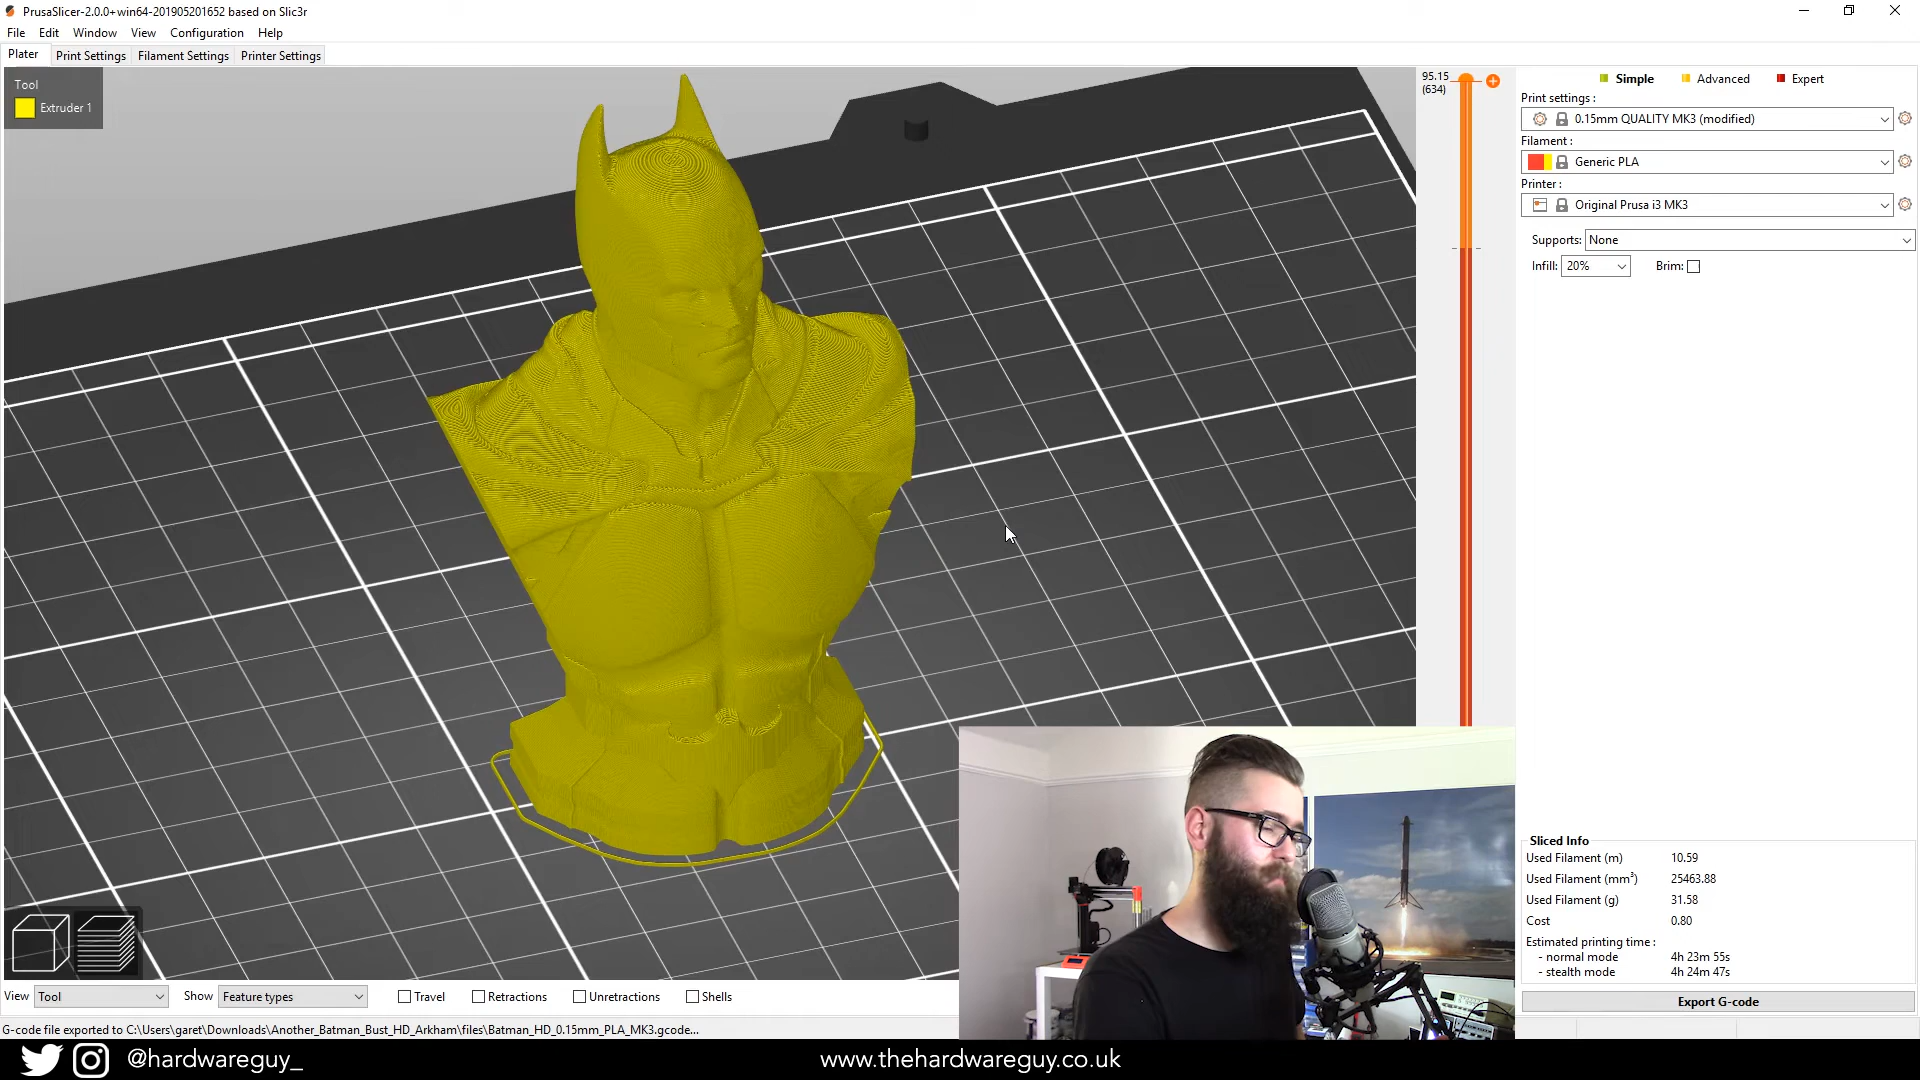 PrusaSlicer-2.0.0+win64-201905201652 based on Slic3r
File Edit Window View Configuration Help
Plater Print Settings Filament Settings Printer Settings
Tool
Extruder 1
95.15
(634)
Simple Advanced Expert
Print settings :
0.15mm QUALITY MK3 (modified)
Filament :
Generic PLA
Printer :
Original Prusa i3 MK3
Supports: None
Infill: 20% Brim:
Sliced Info
Used Filament (m) 10.59
Used Filament (mm³) 25463.88
Used Filament (g) 31.58
Cost 0.80
Estimated printing time :
- normal mode 4h 23m 55s
- stealth mode 4h 24m 47s
Export G-code
View Tool Show Feature types Travel Retractions Unretractions Shells
G-code file exported to C:\Users\garet\Downloads\Another_Batman_Bust_HD_Arkham\files\Batman_HD_0.15mm_PLA_MK3.gcode...
@hardwareguy_ www.thehardwareguy.co.uk